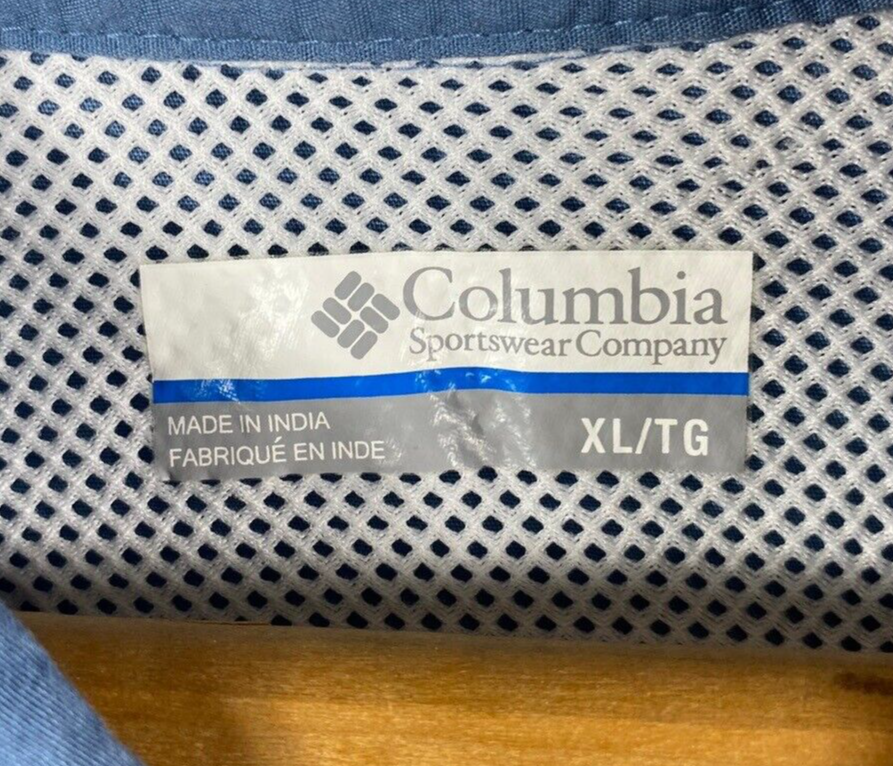 Columbia
Sportswear Company
MADE IN INDIA
FABRIQUÉ EN INDE
XL/TG